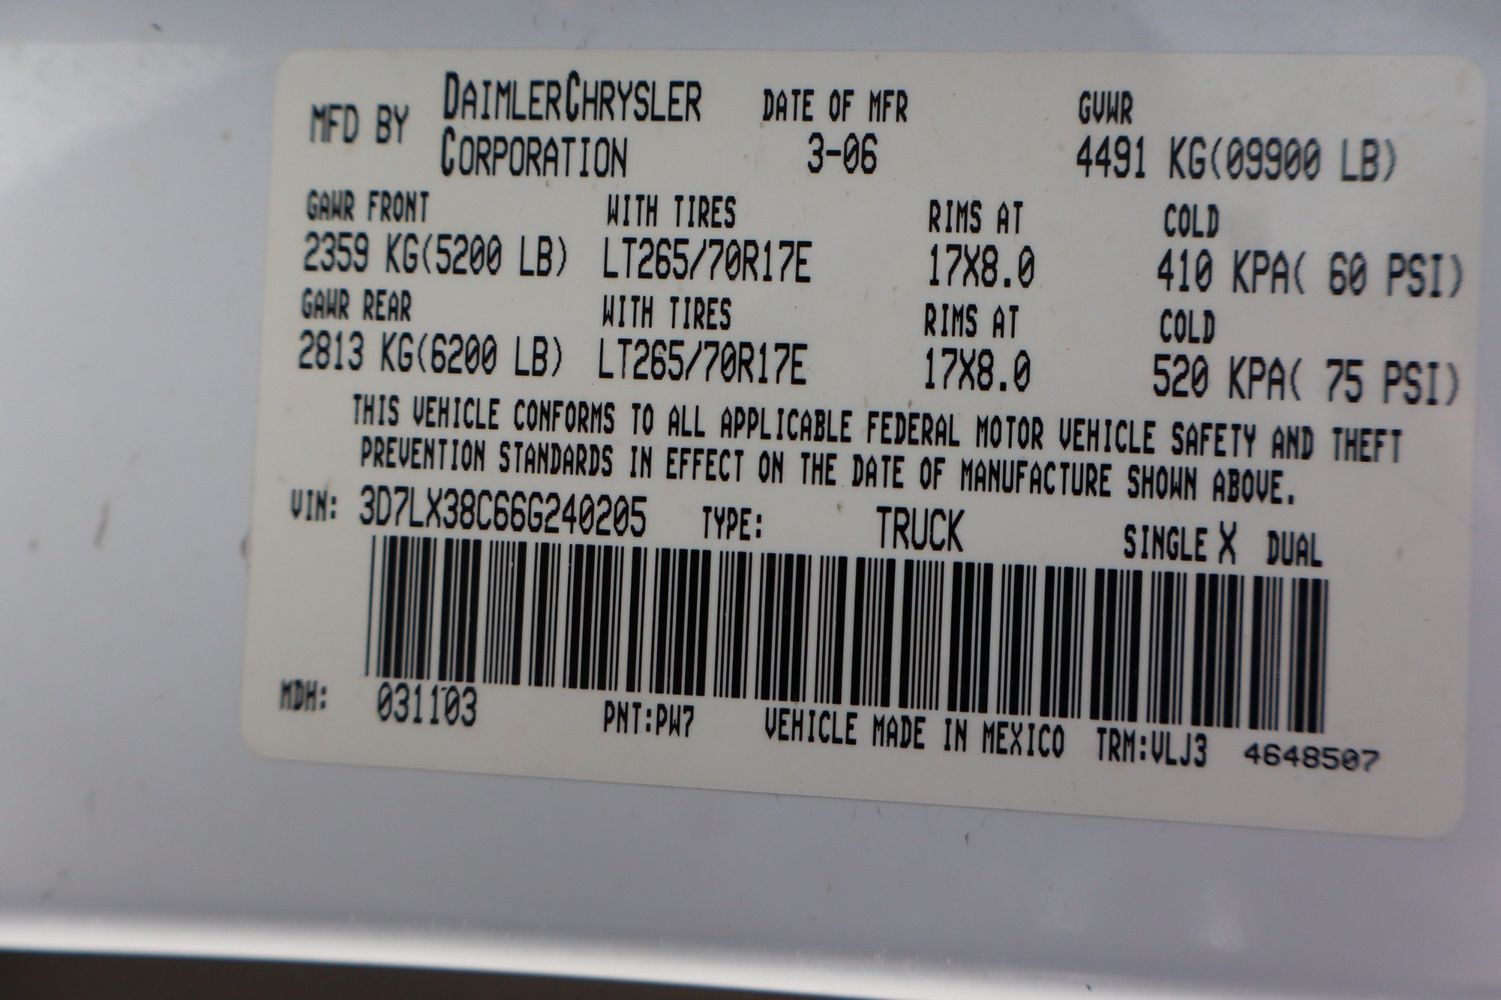 MFD BY DAIMLERCHRYSLER CORPORATION DATE OF MFR 3-06 GVWR 4491 KG(09900 LB)
GAWR FRONT WITH TIRES RIMS AT COLD
2359 KG(5200 LB) LT265/70R17E 17X8.0 410 KPA( 60 PSI)
GAWR REAR WITH TIRES RIMS AT COLD
2813 KG(6200 LB) LT265/70R17E 17X8.0 520 KPA( 75 PSI)
THIS VEHICLE CONFORMS TO ALL APPLICABLE FEDERAL MOTOR VEHICLE SAFETY AND THEFT
PREVENTION STANDARDS IN EFFECT ON THE DATE OF MANUFACTURE SHOWN ABOVE.
VIN: 3D7LX38C66G240205 TYPE: TRUCK SINGLE X DUAL
MDH: 031103 PNT:PW7 VEHICLE MADE IN MEXICO TRM:VLJ3 4648507